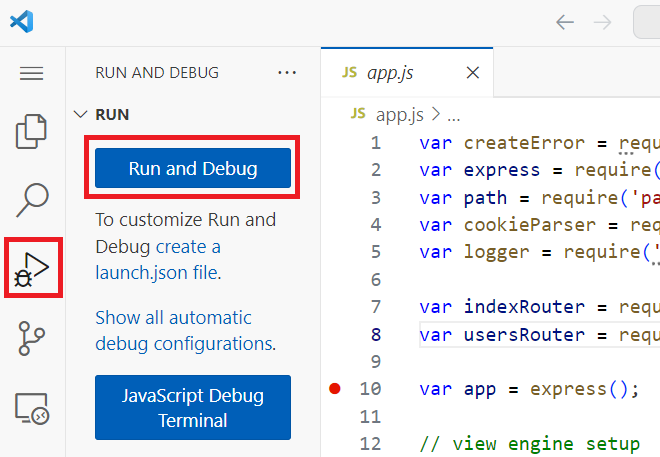 RUN AND DEBUG ···
RUN
Run and Debug
To customize Run and
Debug create a
launch.json file.
Show all automatic
debug configurations.
JavaScript Debug
Terminal
JS app.js
JS app.js > ...
1 var createError = requ
2 var express = require(
3 var path = require('pa
4 var cookieParser = req
5 var logger = require('
6
7 var indexRouter = requ
8 var usersRouter = requ
9
10 var app = express();
11
12 // view engine setup